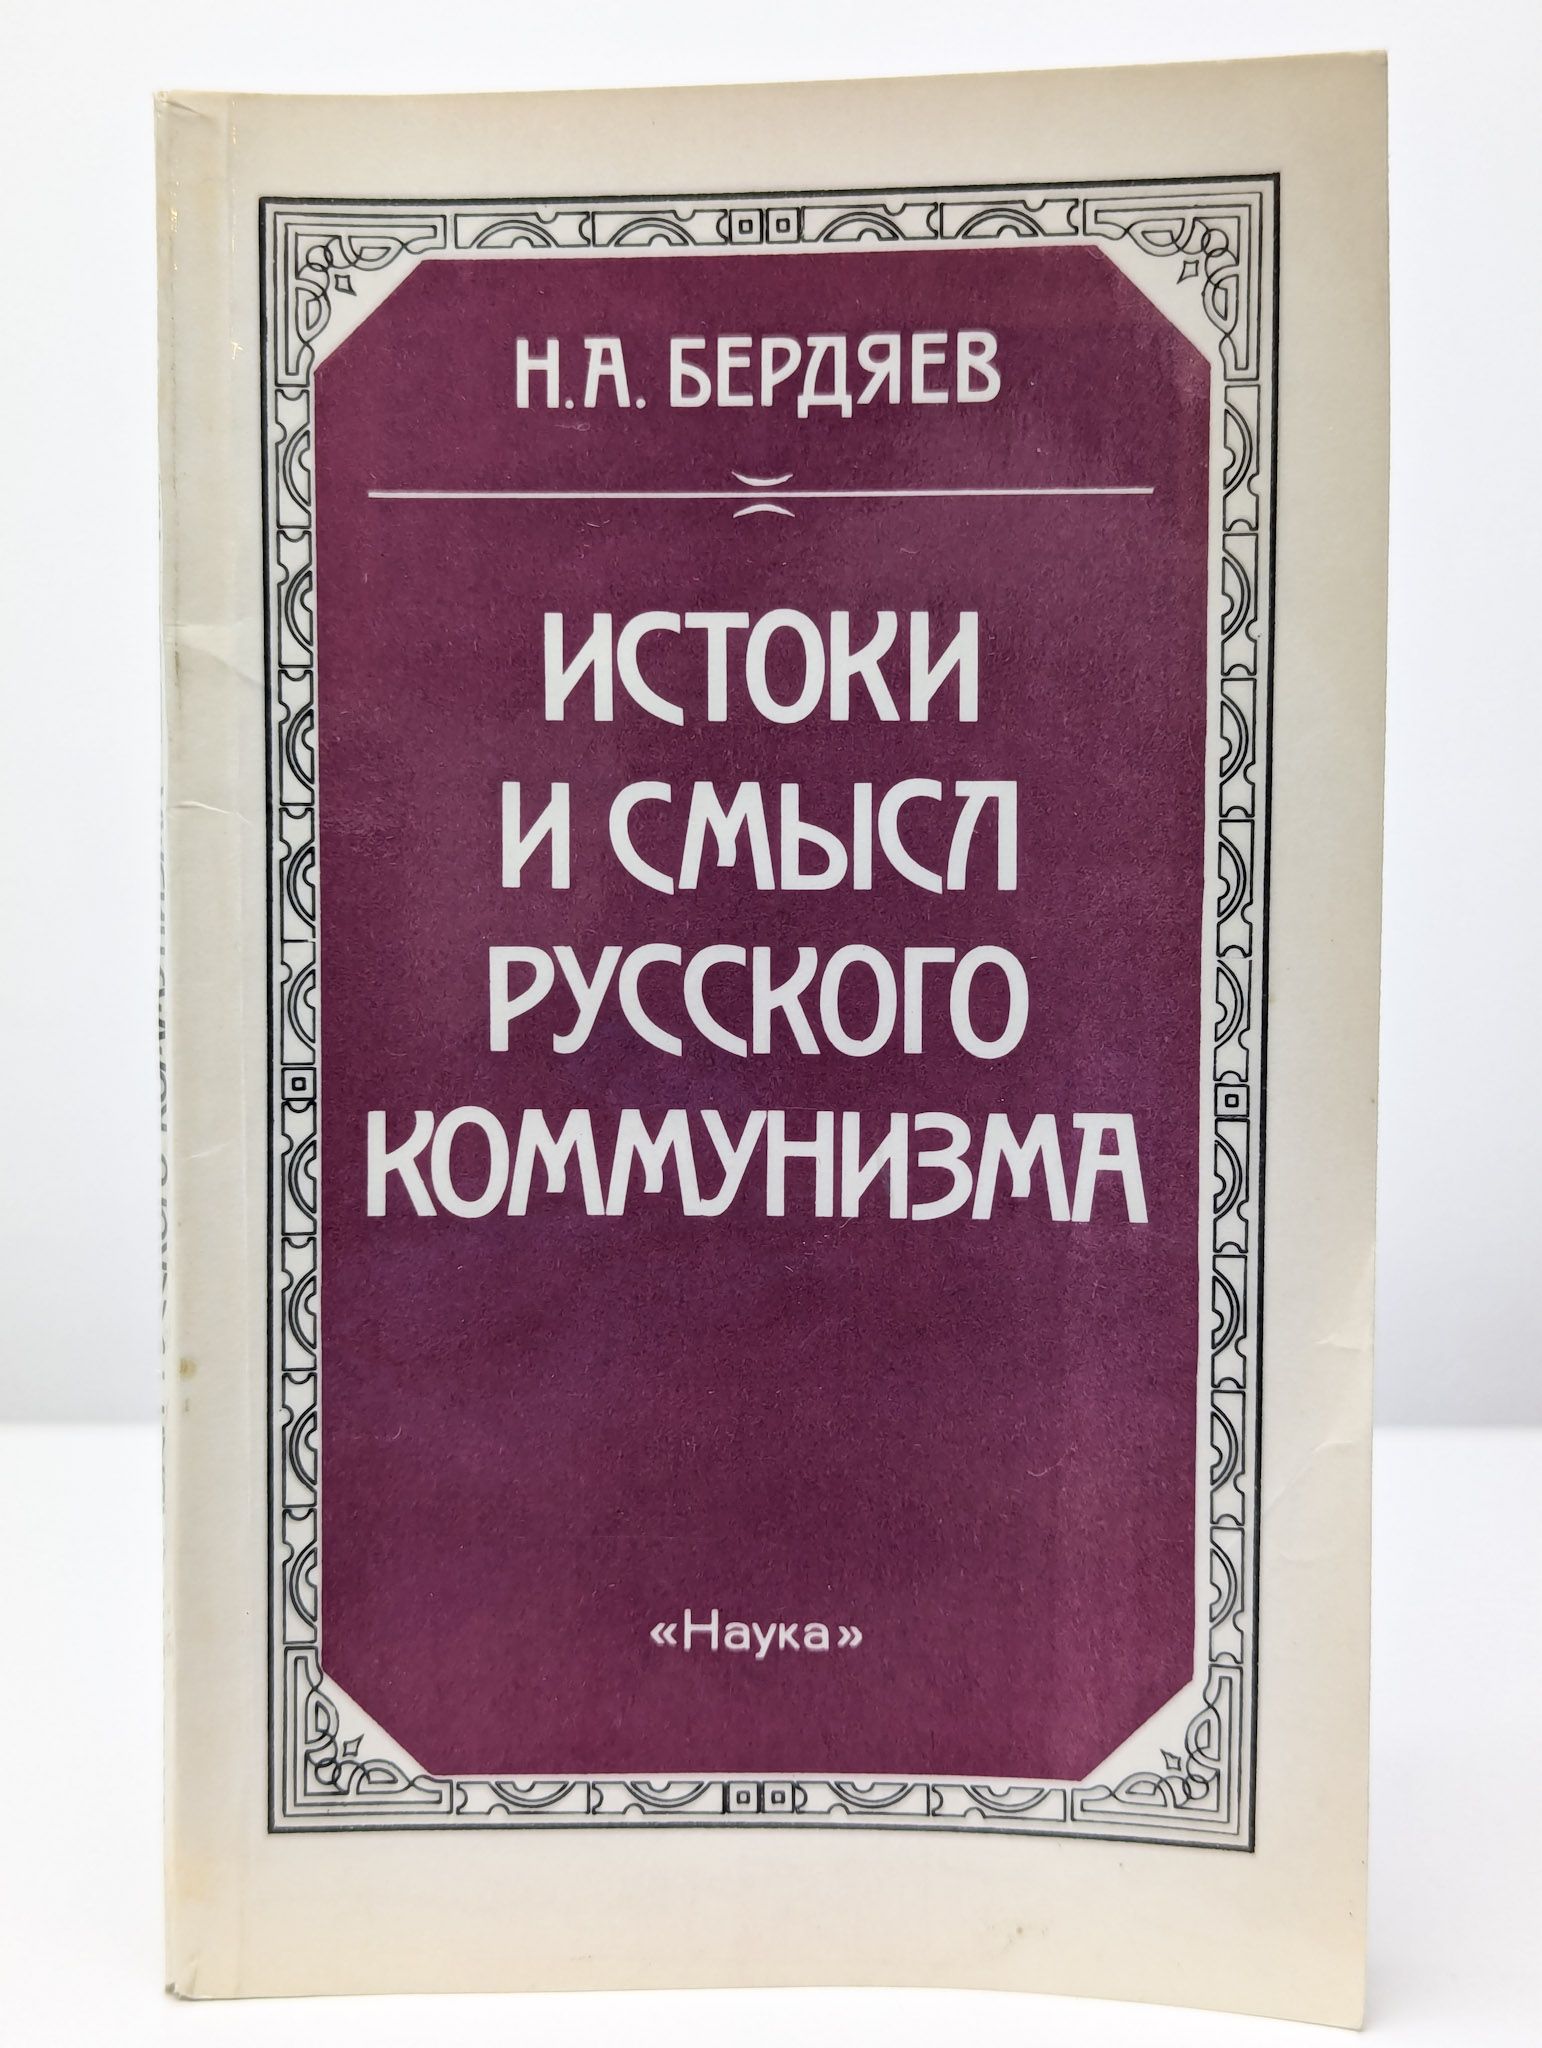 Н.А. БЕРДЯЕВ
ИСТОКИ
И СМЫСЛ
РУССКОГО
КОММУНИЗМА
«Наука»